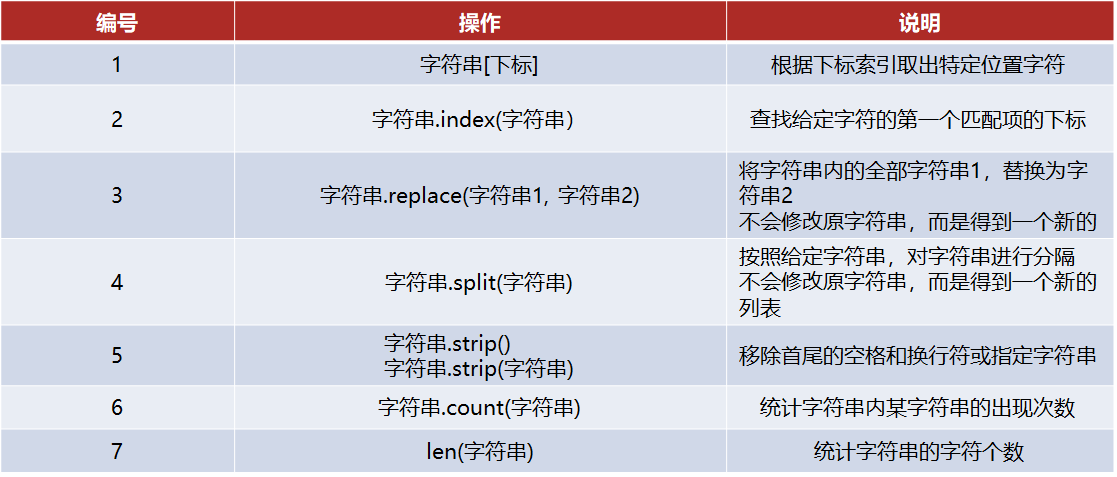 编号 操作 说明
1 字符串[下标] 根据下标索引取出特定位置字符
2 字符串.index(字符串） 查找给定字符的第一个匹配项的下标
3 字符串.replace(字符串1, 字符串2) 将字符串内的全部字符串1，替换为字
符串2
不会修改原字符串，而是得到一个新的
4 字符串.split(字符串) 按照给定字符串，对字符串进行分隔
不会修改原字符串，而是得到一个新的
列表
5 字符串.strip()
字符串.strip(字符串) 移除首尾的空格和换行符或指定字符串
6 字符串.count(字符串) 统计字符串内某字符串的出现次数
7 len(字符串) 统计字符串的字符个数